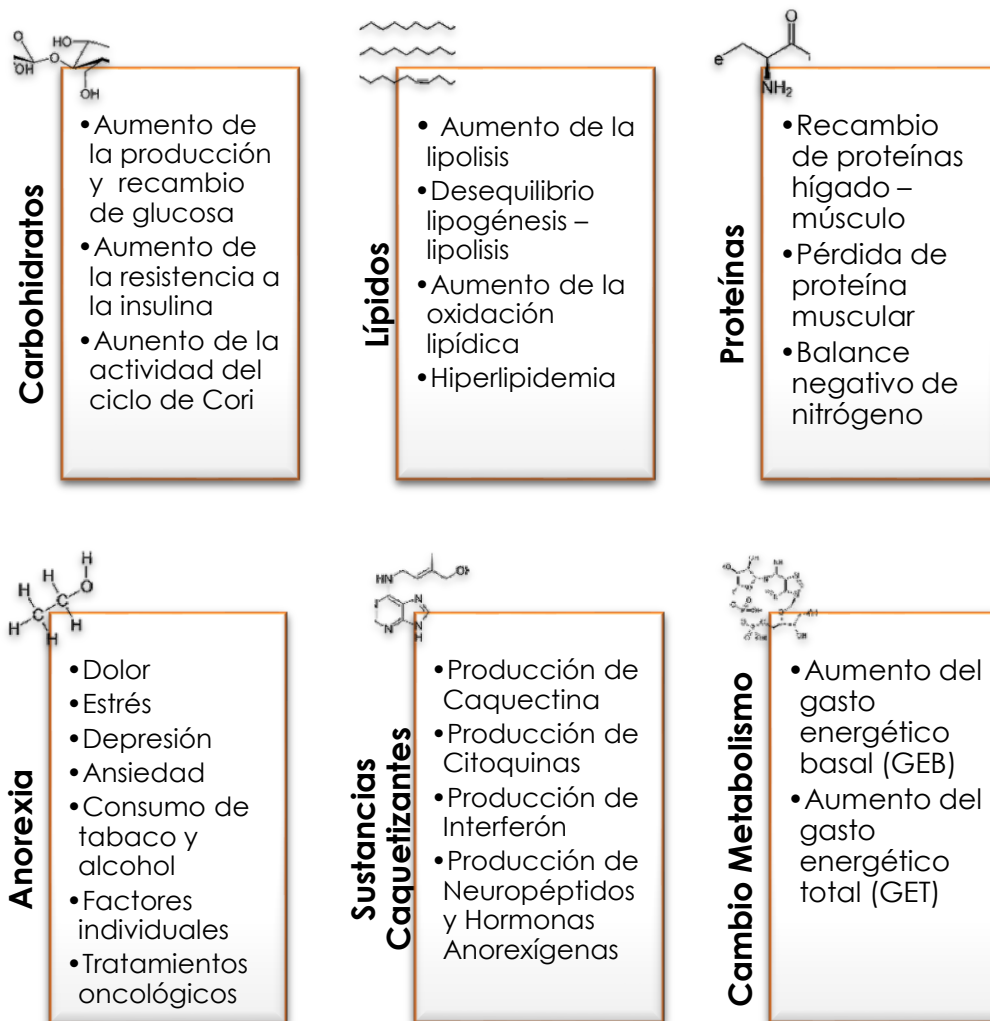 Carbohidratos
•Aumento de
la producción
y recambio
de glucosa
•Aumento de
la resistencia a
la insulina
•Aunento de la
actividad del
ciclo de Cori
Lípidos
• Aumento de la
lipolisis
•Desequilibrio
lipogénesis –
lipolisis
•Aumento de la
oxidación
lipídica
•Hiperlipidemia
Proteínas
•Recambio
de proteínas
hígado –
músculo
•Pérdida de
proteína
muscular
•Balance
negativo de
nitrógeno
Anorexia
•Dolor
•Estrés
•Depresión
•Ansiedad
•Consumo de
tabaco y
alcohol
•Factores
individuales
•Tratamientos
oncológicos
Sustancias
Caquetizantes
•Producción de
Caquectina
•Producción de
Citoquinas
•Producción de
Interferón
•Producción de
Neuropéptidos
y Hormonas
Anorexígenas
Cambio Metabolismo
•Aumento del
gasto
energético
basal (GEB)
•Aumento del
gasto
energético
total (GET)